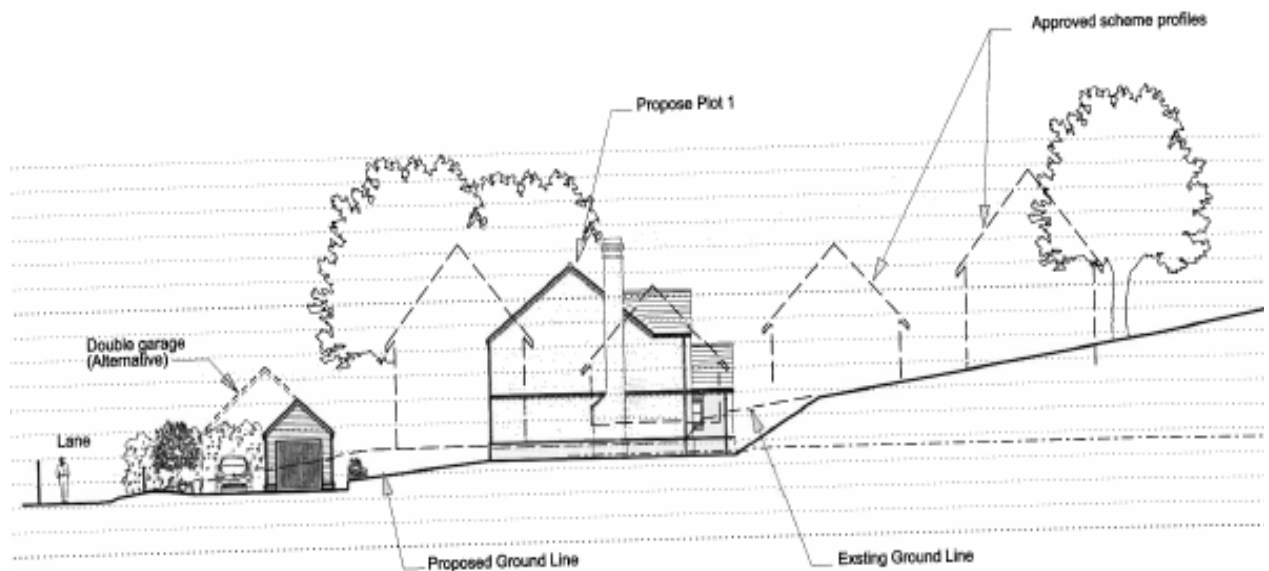 Approved scheme profiles
Propose Plot 1
Double garage
(Alternative)
Lane
Proposed Ground Line
Exsting Ground Line